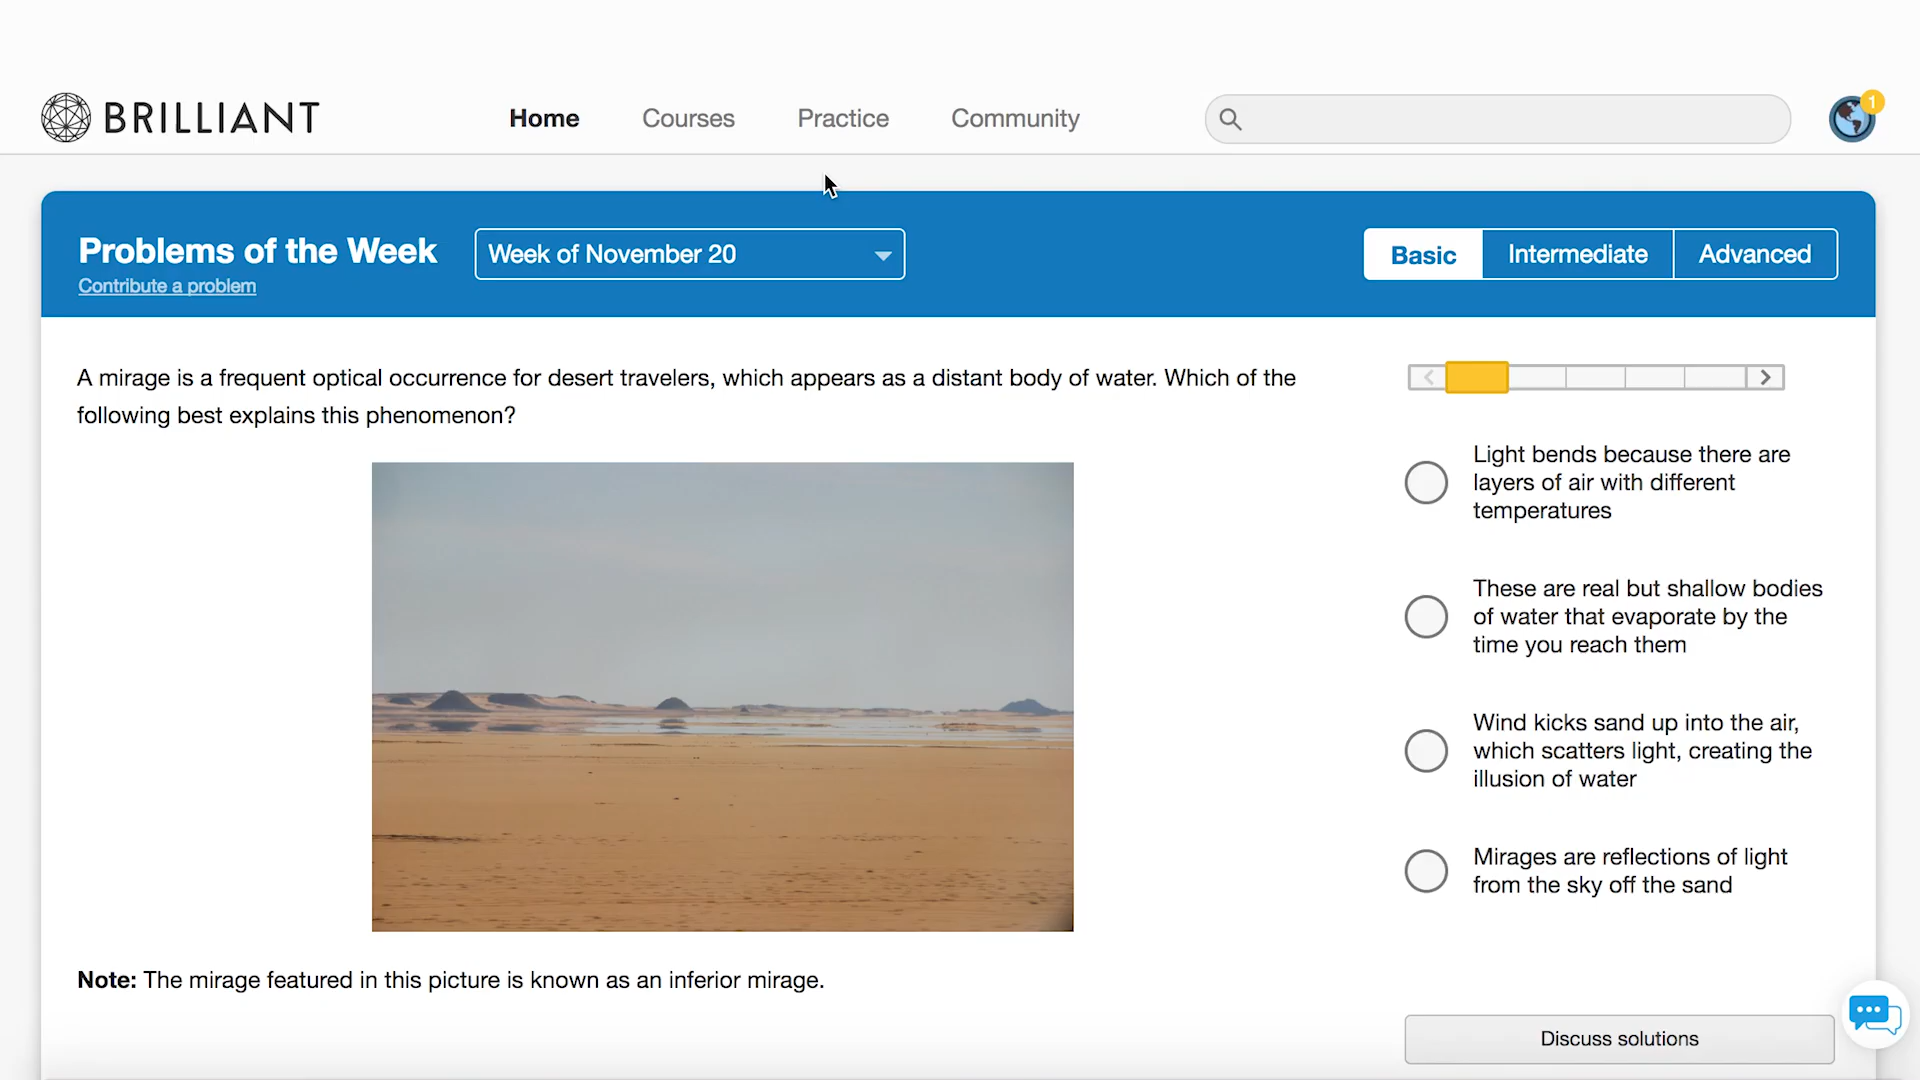 BRILLIANT
Home
Courses
Practice
Community
1
Problems of the Week
Contribute a problem
Week of November 20
Basic
Intermediate
Advanced
A mirage is a frequent optical occurrence for desert travelers, which appears as a distant body of water. Which of the
following best explains this phenomenon?
Light bends because there are
layers of air with different
temperatures
These are real but shallow bodies
of water that evaporate by the
time you reach them
Wind kicks sand up into the air,
which scatters light, creating the
illusion of water
Mirages are reflections of light
from the sky off the sand
Note: The mirage featured in this picture is known as an inferior mirage.
Discuss solutions